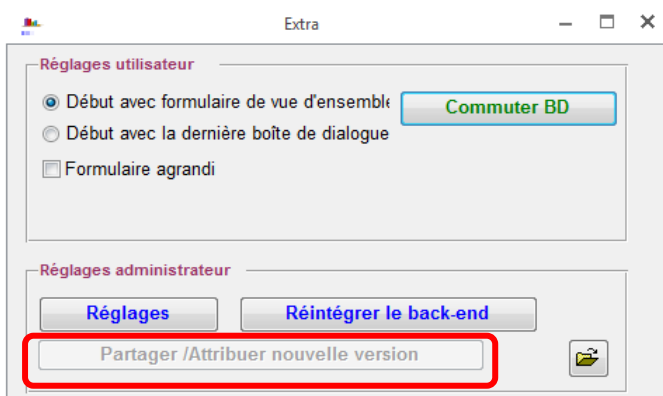 Extra
Réglages utilisateur
Début avec formulaire de vue d'ensemble
Commuter BD
Début avec la dernière boîte de dialogue
Formulaire agrandi
Réglages administrateur
Réglages
Réintégrer le back-end
Partager /Attribuer nouvelle version